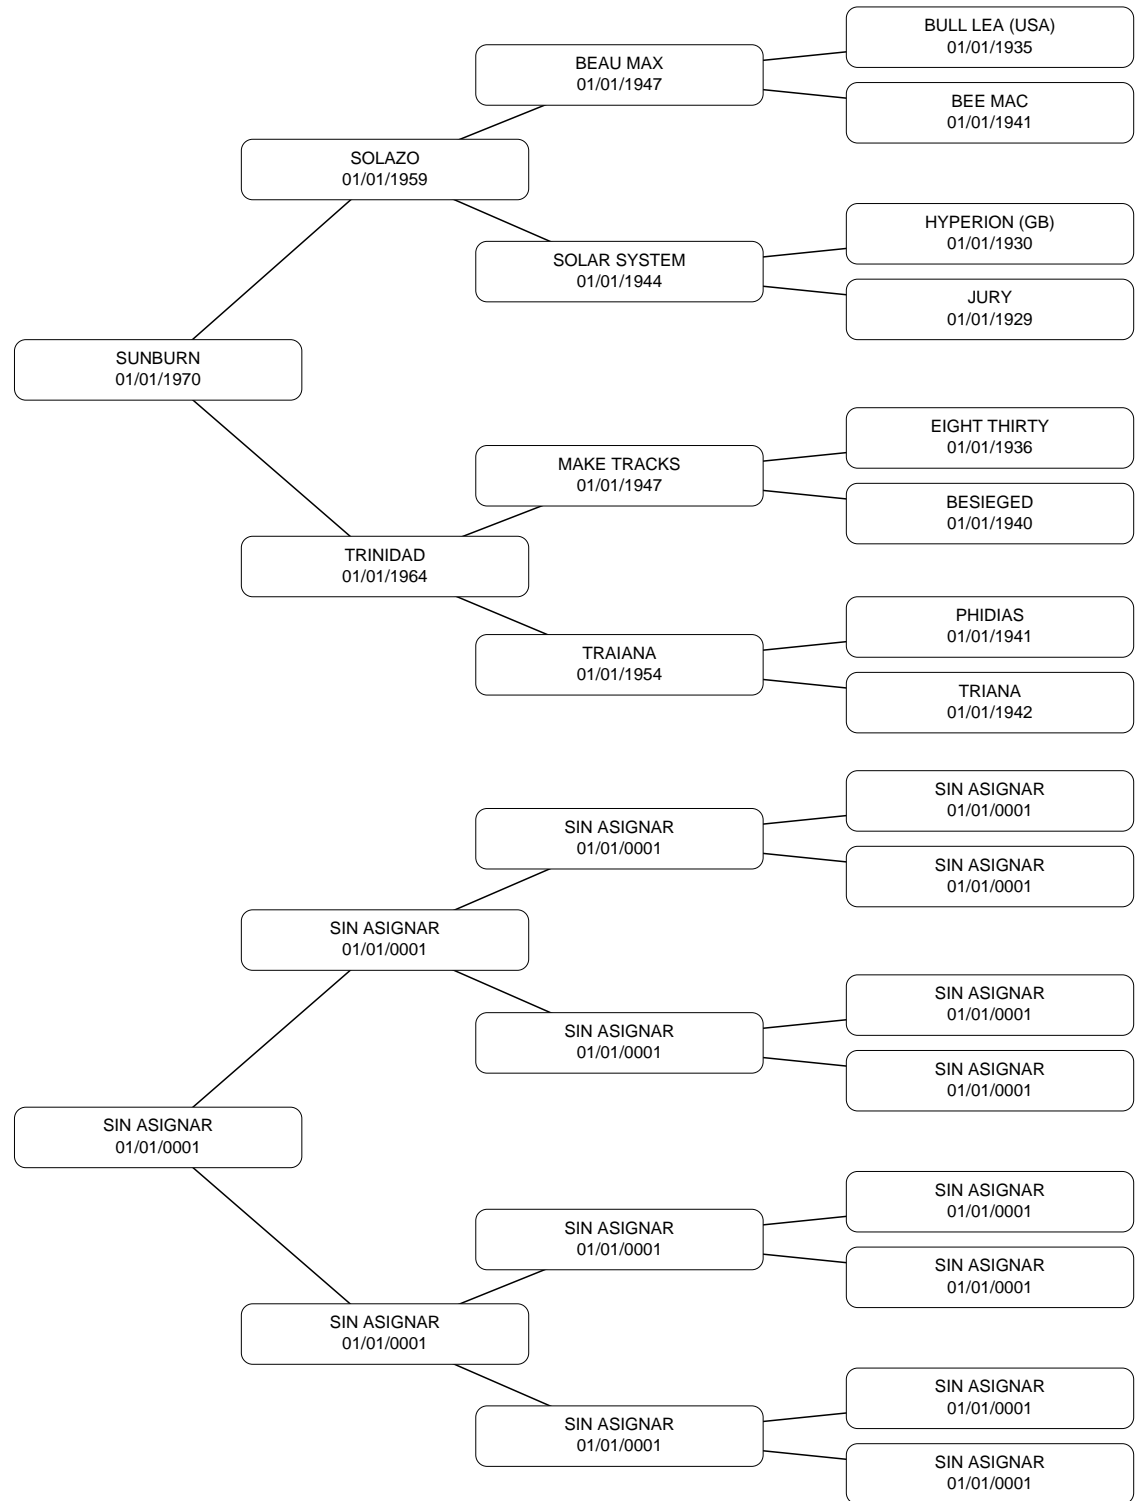 BULL LEA (USA)
01/01/1935
BEAU MAX
01/01/1947
BEE MAC
01/01/1941
SOLAZO
01/01/1959
HYPERION (GB)
01/01/1930
SOLAR SYSTEM
01/01/1944
JURY
01/01/1929
SUNBURN
01/01/1970
EIGHT THIRTY
01/01/1936
MAKE TRACKS
01/01/1947
BESIEGED
01/01/1940
TRINIDAD
01/01/1964
PHIDIAS
01/01/1941
TRAIANA
01/01/1954
TRIANA
01/01/1942
SIN ASIGNAR
01/01/0001
SIN ASIGNAR
01/01/0001
SIN ASIGNAR
01/01/0001
SIN ASIGNAR
01/01/0001
SIN ASIGNAR
01/01/0001
SIN ASIGNAR
01/01/0001
SIN ASIGNAR
01/01/0001
SIN ASIGNAR
01/01/0001
SIN ASIGNAR
01/01/0001
SIN ASIGNAR
01/01/0001
SIN ASIGNAR
01/01/0001
SIN ASIGNAR
01/01/0001
SIN ASIGNAR
01/01/0001
SIN ASIGNAR
01/01/0001
SIN ASIGNAR
01/01/0001